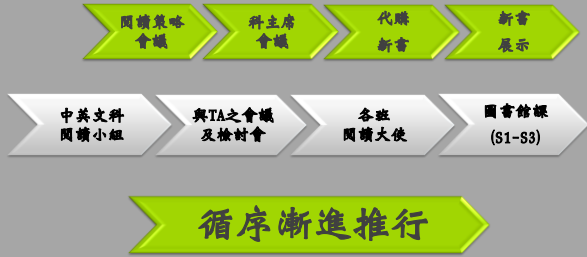 閱讀策略
會議
科主席
會議
代購
新書
新書
展示
中英文科
閱讀小組
與TA之會議
及檢討會
各班
閱讀大使
圖書館課
(S1-S3)
循序漸進推行